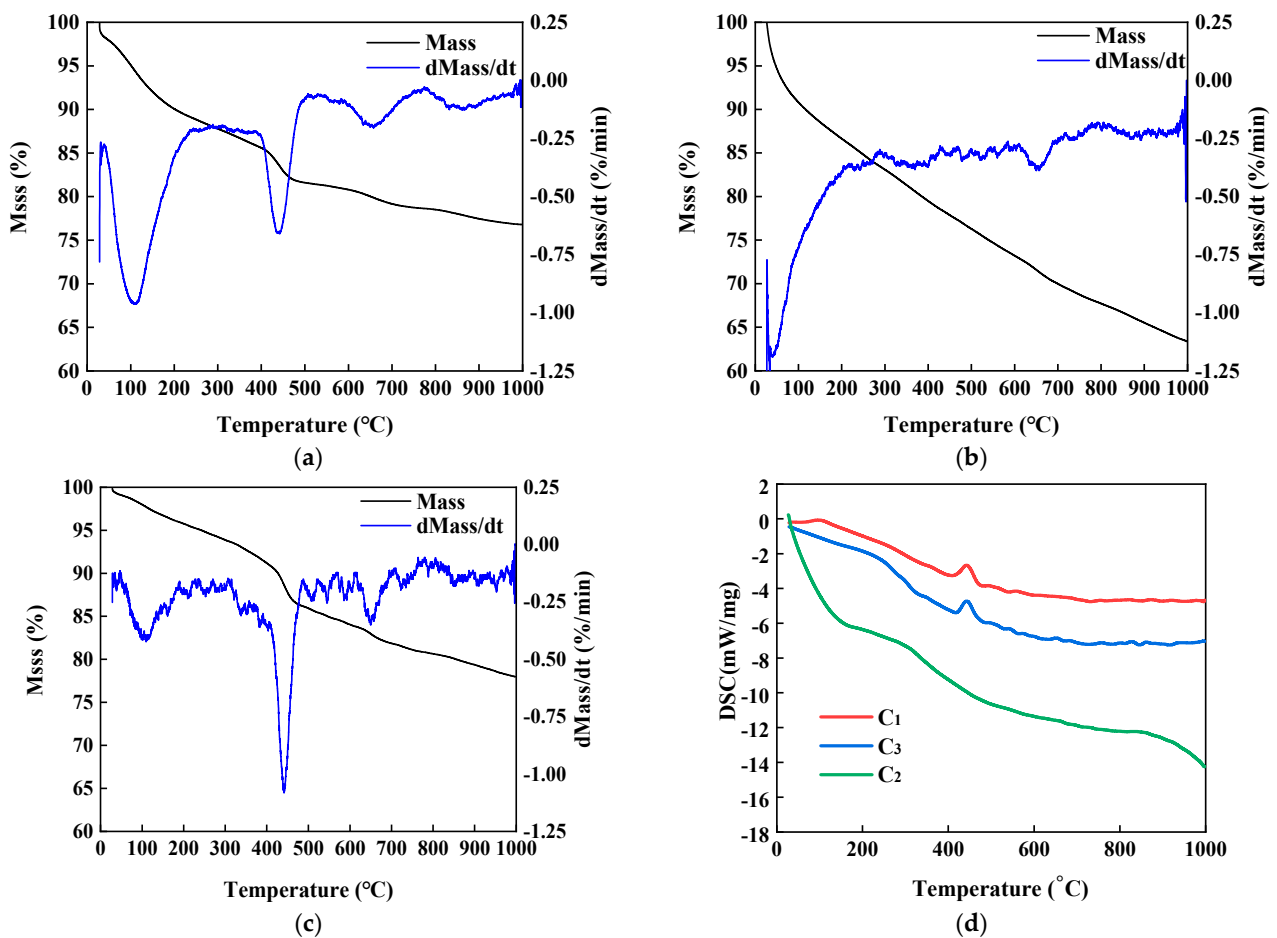 100
95
90
85
80
75
70
65
60
Msss (%)
Mass
dMass/dt
0.25
0.00
-0.25
-0.50
-0.75
-1.00
-1.25
dMass/dt (%/min)
0 100 200 300 400 500 600 700 800 900 1000
Temperature (℃)
(a)
100
95
90
85
80
75
70
65
60
Msss (%)
Mass
dMass/dt
0.25
0.00
-0.25
-0.50
-0.75
-1.00
-1.25
dMass/dt (%/min)
0 100 200 300 400 500 600 700 800 900 1000
Temperature (℃)
(b)
100
95
90
85
80
75
70
65
60
Msss (%)
Mass
dMass/dt
0.25
0.00
-0.25
-0.50
-0.75
-1.00
-1.25
dMass/dt (%/min)
0 100 200 300 400 500 600 700 800 900 1000
Temperature (℃)
(c)
2
0
-2
-4
-6
-8
-10
-12
-14
-16
-18
DSC(mW/mg)
C1
C3
C2
0 200 400 600 800 1000
Temperature (°C)
(d)